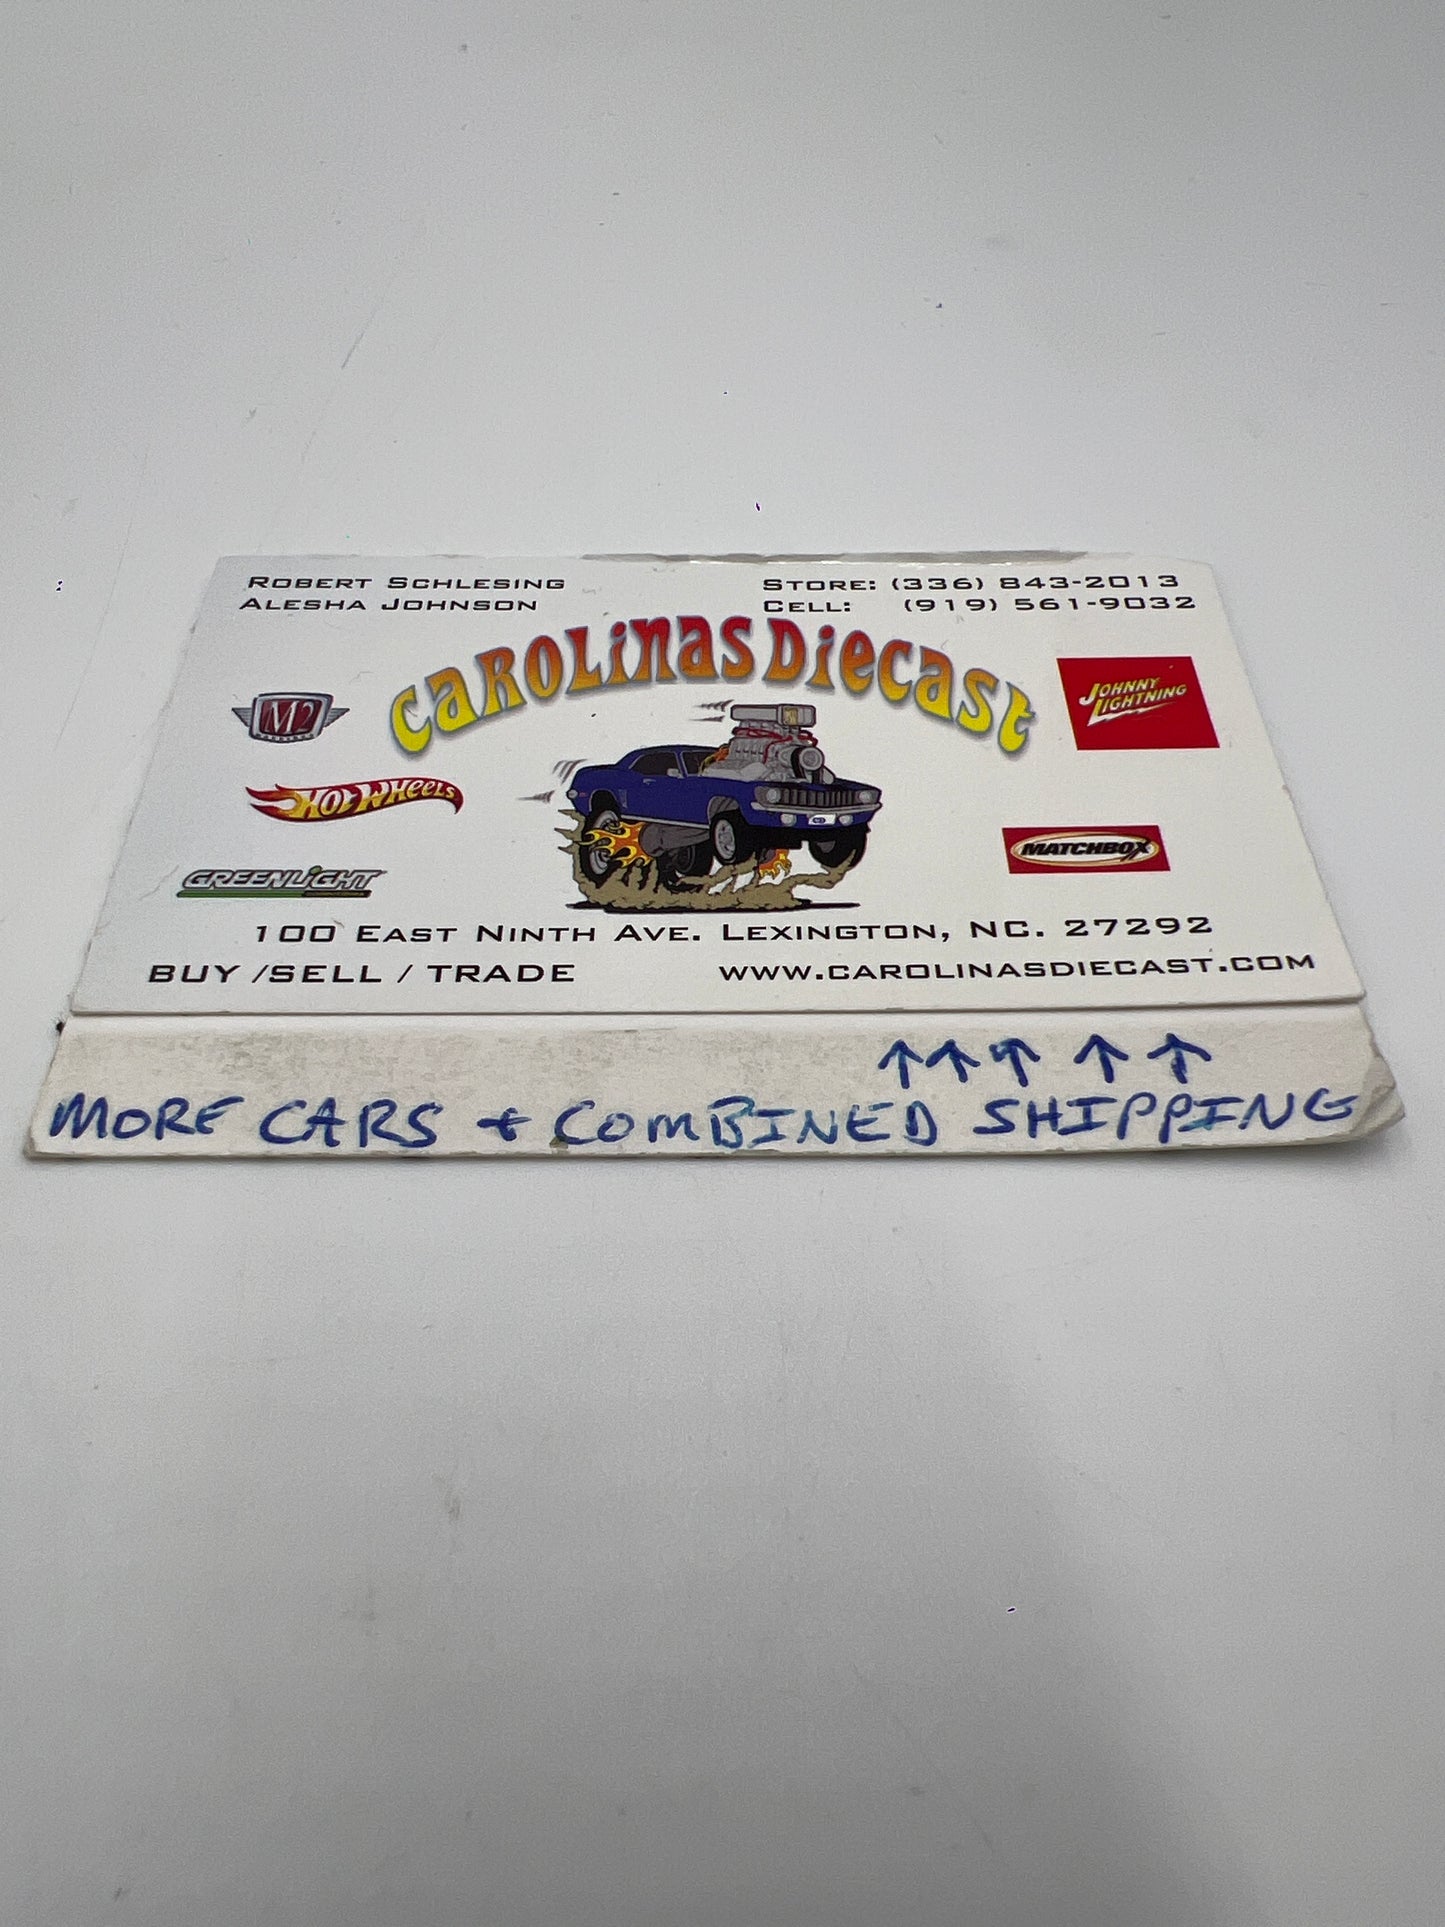 ROBERT SCHLESING
ALESHA JOHNSON
STORE: (336) 843-2013
CELL: (919) 561-9032
CAROLINAS DIECAST
M2
JOHNNY LIGHTNING
HOT WHEELS
MATCHBOX
GREENLIGHT
100 EAST NINTH AVE. LEXINGTON, NC. 27292
BUY /SELL / TRADE
WWW.CAROLINASDIECAST.COM
↑ ↑ ↑ ↑ ↑
MORE CARS + COMBINED SHIPPING